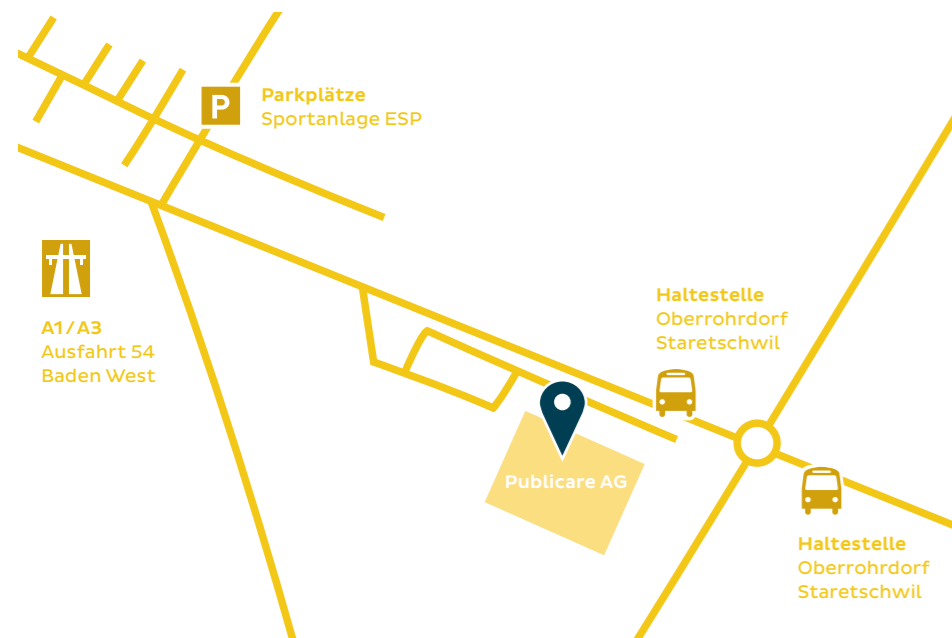 P
Parkplätze
Sportanlage ESP
A1/A3
Ausfahrt 54
Baden West
Haltestelle
Oberrohrdorf
Staretschwil
Publicare AG
Haltestelle
Oberrohrdorf
Staretschwil